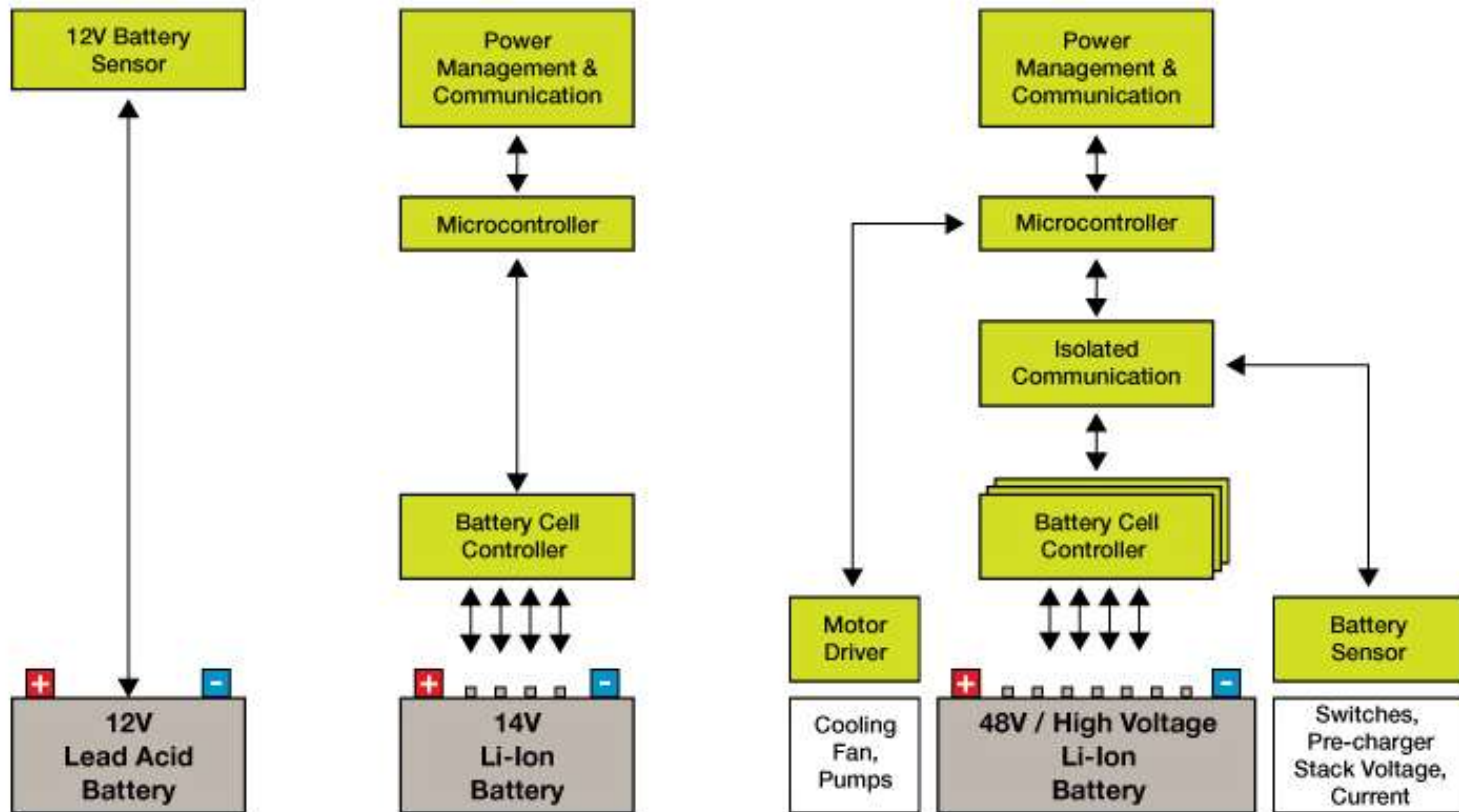 12V Battery
Sensor
+
-
12V
Lead Acid
Battery
Power
Management &
Communication
Microcontroller
Battery Cell
Controller
+
-
14V
Li-Ion
Battery
Power
Management &
Communication
Microcontroller
Isolated
Communication
Battery Cell
Controller
Motor
Driver
Cooling
Fan,
Pumps
+
-
48V / High Voltage
Li-Ion
Battery
Battery
Sensor
Switches,
Pre-charger
Stack Voltage,
Current